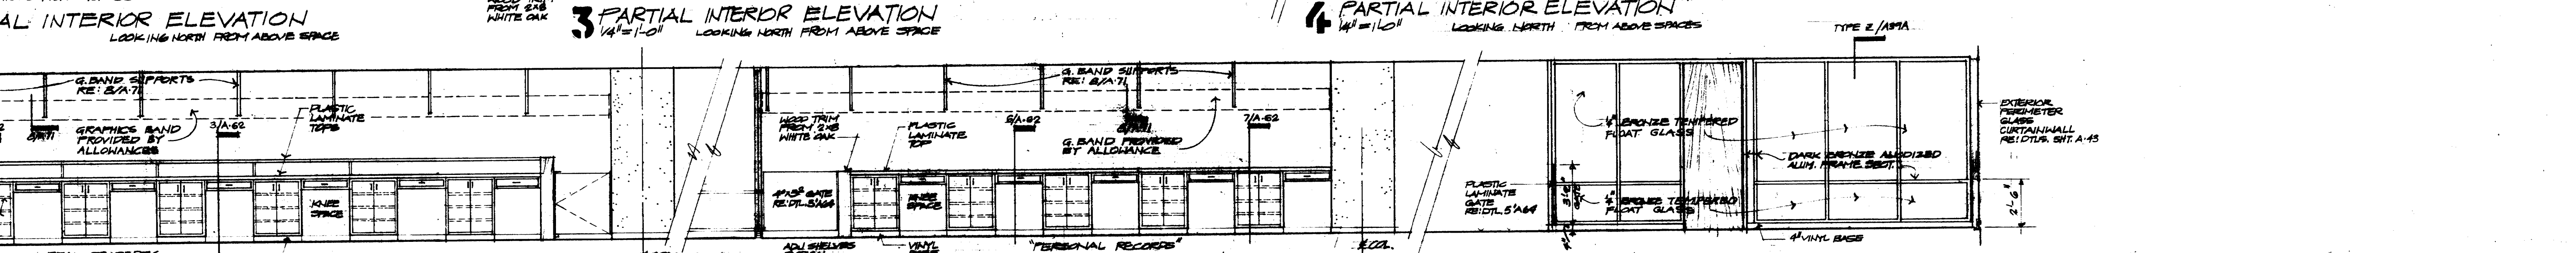 AL INTERIOR ELEVATION
LOOKING NORTH FROM ABOVE SPACE
FROM 2X8
WHITE OAK
3 PARTIAL INTERIOR ELEVATION
1/4"=1'-0" LOOKING NORTH FROM ABOVE SPACE
4 PARTIAL INTERIOR ELEVATION
1/4"=1'-0" LOOKING NORTH FROM ABOVE SPACES
TYPE 2/A39A
G. BAND SUPPORTS
RE: 8/A-71
GRAPHICS BAND
PROVIDED BY
ALLOWANCES
3/A-62
PLASTIC
LAMINATE
TOPS
KNEE
SPACE
G. BAND SUPPORTS
RE: 8/A-71
WOOD TRIM
FROM 2X8
WHITE OAK
PLASTIC
LAMINATE
TOP
5/A-62
G. BAND PROVIDED
BY ALLOWANCE
7/A-62
GATE
KNEE
SPACE
ADJ SHELVES
VINYL
"PERSONAL RECORDS"
COL.
PLASTIC
LAMINATE
GATE
RE: DTL 5/A64
1/4" BRONZE TEMPERED
FLOAT GLASS
1/4" BRONZE TEMPERED
FLOAT GLASS
DARK BRONZE ANODIZED
ALUM. FRAME SECT.
EXTERIOR
PERIMETER
GLASS
CURTAINWALL
RE: DTLS. SHT. A-43
2'-6"
4" VINYL BASE